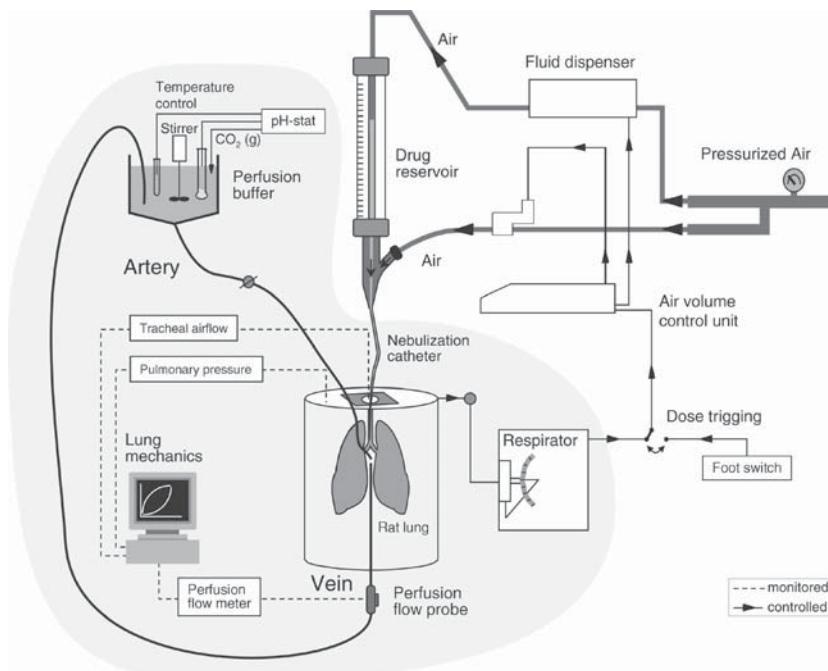 Air
Fluid dispenser
Temperature
control
pH-stat
Stirrer
CO₂ (g)
Perfusion
buffer
Drug
reservoir
Pressurized Air
Artery
Air
Air volume
control unit
Tracheal airflow
Nebulization
catheter
Pulmonary pressure
Dose trigging
Lung
mechanics
Respirator
Foot switch
Rat lung
Vein
Perfusion
flow meter
Perfusion
flow probe
monitored
controlled